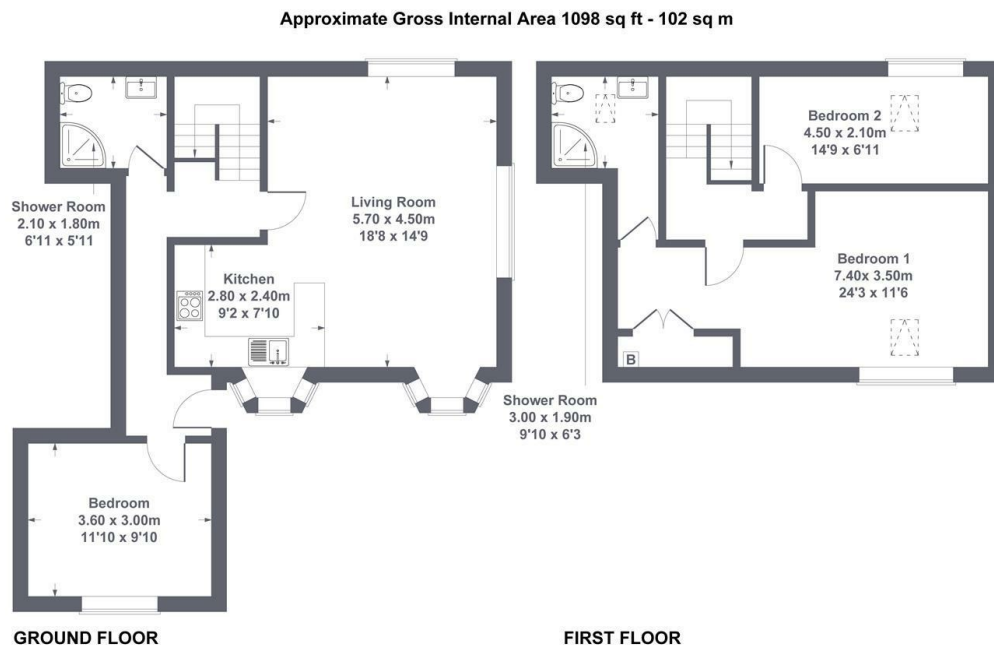 Approximate Gross Internal Area 1098 sq ft - 102 sq m
Shower Room
2.10 x 1.80m
6'11 x 5'11
Living Room
5.70 x 4.50m
18'8 x 14'9
Kitchen
2.80 x 2.40m
9'2 x 7'10
Bedroom
3.60 x 3.00m
11'10 x 9'10
GROUND FLOOR
Bedroom 2
4.50 x 2.10m
14'9 x 6'11
Bedroom 1
7.40x 3.50m
24'3 x 11'6
B
Shower Room
3.00 x 1.90m
9'10 x 6'3
FIRST FLOOR